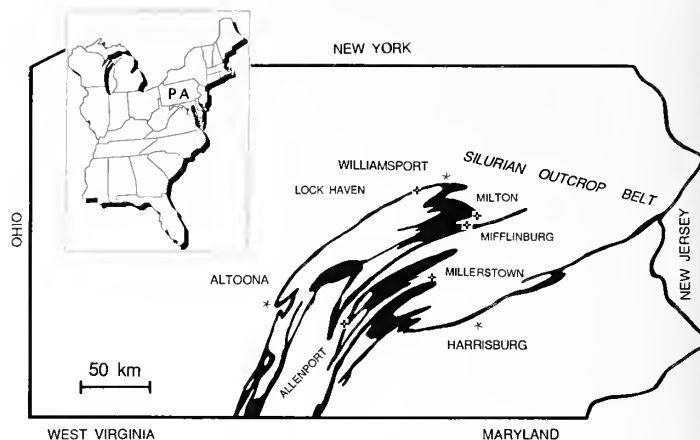 NEW YORK
PA
WILLIAMSPORT
SILURIAN OUTCROP BELT
LOCK HAVEN
MILTON
MIFFLINBURG
OHIO
NEW JERSEY
ALTOONA
MILLERSTOWN
50 km
ALLENPORT
HARRISBURG
WEST VIRGINIA
MARYLAND